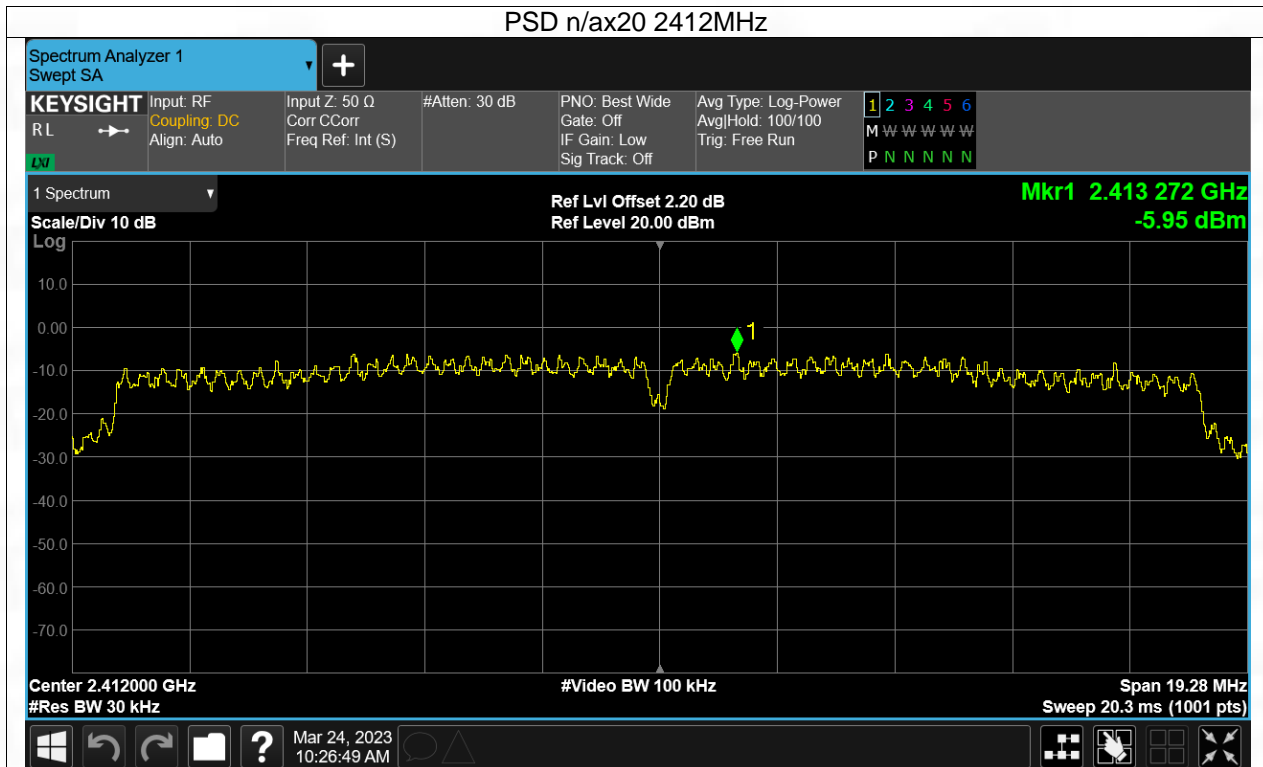 PSD n/ax20 2412MHz
Spectrum Analyzer 1
Swept SA
KEYSIGHT
RL
LXI
Input: RF
Coupling: DC
Align: Auto
Input Z: 50 Ω
Corr CCorr
Freq Ref: Int (S)
#Atten: 30 dB
PNO: Best Wide
Gate: Off
IF Gain: Low
Sig Track: Off
Avg Type: Log-Power
Avg|Hold: 100/100
Trig: Free Run
1 2 3 4 5 6
M W W W W W
P N N N N N
1 Spectrum
Scale/Div 10 dB
Ref Lvl Offset 2.20 dB
Ref Level 20.00 dBm
Mkr1 2.413 272 GHz
-5.95 dBm
Log
10.0
0.00
1
-10.0
-20.0
-30.0
-40.0
-50.0
-60.0
-70.0
Center 2.412000 GHz
#Video BW 100 kHz
Span 19.28 MHz
#Res BW 30 kHz
Sweep 20.3 ms (1001 pts)
?
Mar 24, 2023
10:26:49 AM